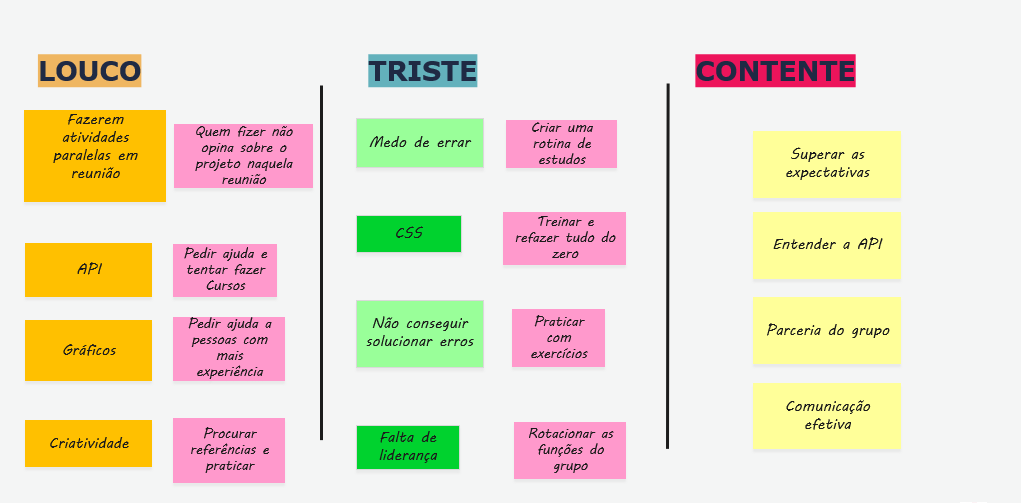 LOUCO
Fazerem
atividades
paralelas em
reunião
Quem fizer não
opina sobre o
projeto naquela
reunião
API
Pedir ajuda e
tentar fazer
Cursos
Gráficos
Pedir ajuda a
pessoas com
mais
experiência
Criatividade
Procurar
referências e
praticar
TRISTE
Medo de errar
Criar uma
rotina de
estudos
CSS
Treinar e
refazer tudo do
zero
Não conseguir
solucionar erros
Praticar
com
exercícios
Falta de
liderança
Rotacionar as
funções do
grupo
CONTENTE
Superar as
expectativas
Entender a API
Parceria do grupo
Comunicação
efetiva